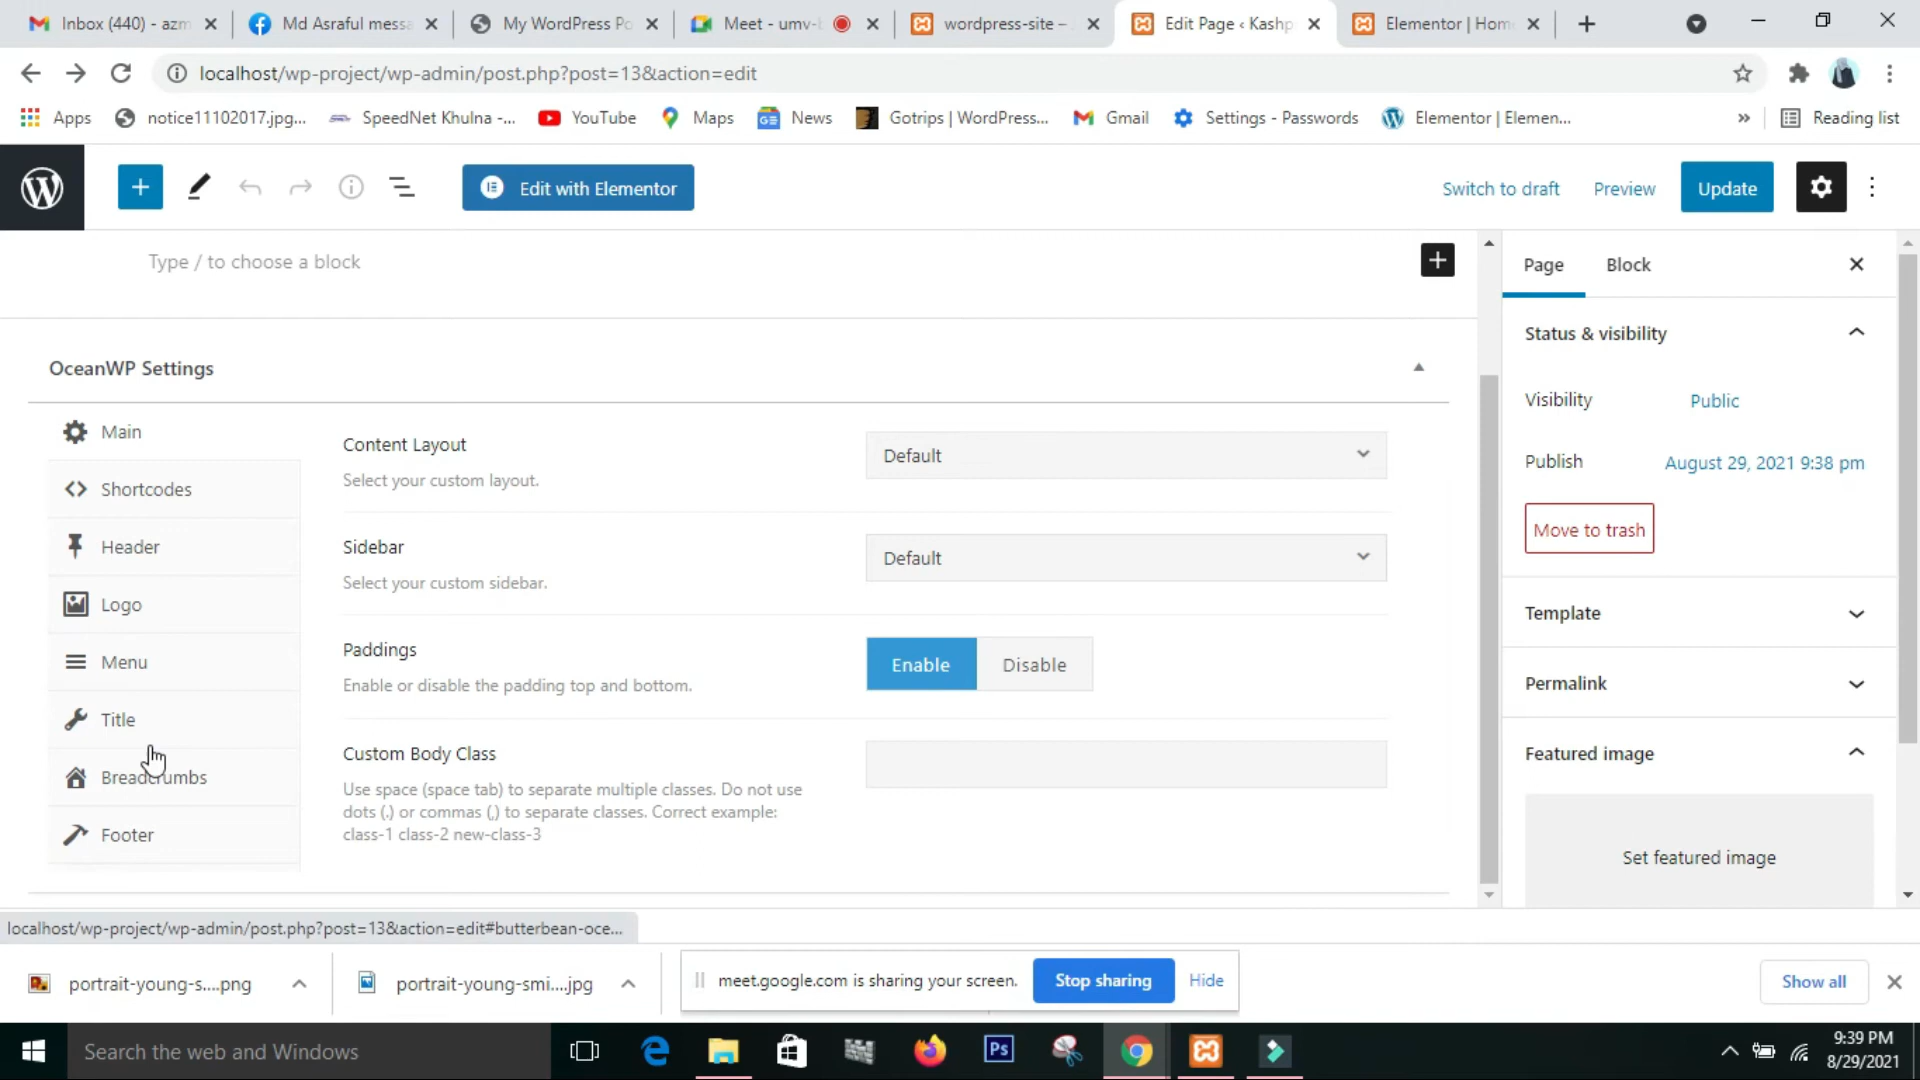 Inbox (440) - azm
Md Asraful messa
My WordPress Po
Meet - umv-
wordpress-site –
Edit Page ‹ Kashp
Elementor | Hom
localhost/wp-project/wp-admin/post.php?post=13&action=edit
Apps
notice11102017.jpg...
SpeedNet Khulna -...
YouTube
Maps
News
Gotrips | WordPress...
Gmail
Settings - Passwords
Elementor | Elemen...
»
Reading list
Edit with Elementor
Switch to draft
Preview
Update
Type / to choose a block
Page
Block
Status & visibility
Visibility
Public
Publish
August 29, 2021 9:38 pm
Move to trash
Template
Permalink
Featured image
Set featured image
OceanWP Settings
Main
Shortcodes
Header
Logo
Menu
Title
Breadcrumbs
Footer
Content Layout
Select your custom layout.
Default
Sidebar
Select your custom sidebar.
Default
Paddings
Enable or disable the padding top and bottom.
Enable
Disable
Custom Body Class
Use space (space tab) to separate multiple classes. Do not use
dots (.) or commas (,) to separate classes. Correct example:
class-1 class-2 new-class-3
localhost/wp-project/wp-admin/post.php?post=13&action=edit#butterbean-oce...
portrait-young-s....png
portrait-young-smi....jpg
meet.google.com is sharing your screen.
Stop sharing
Hide
Show all
Search the web and Windows
Ps
9:39 PM
8/29/2021